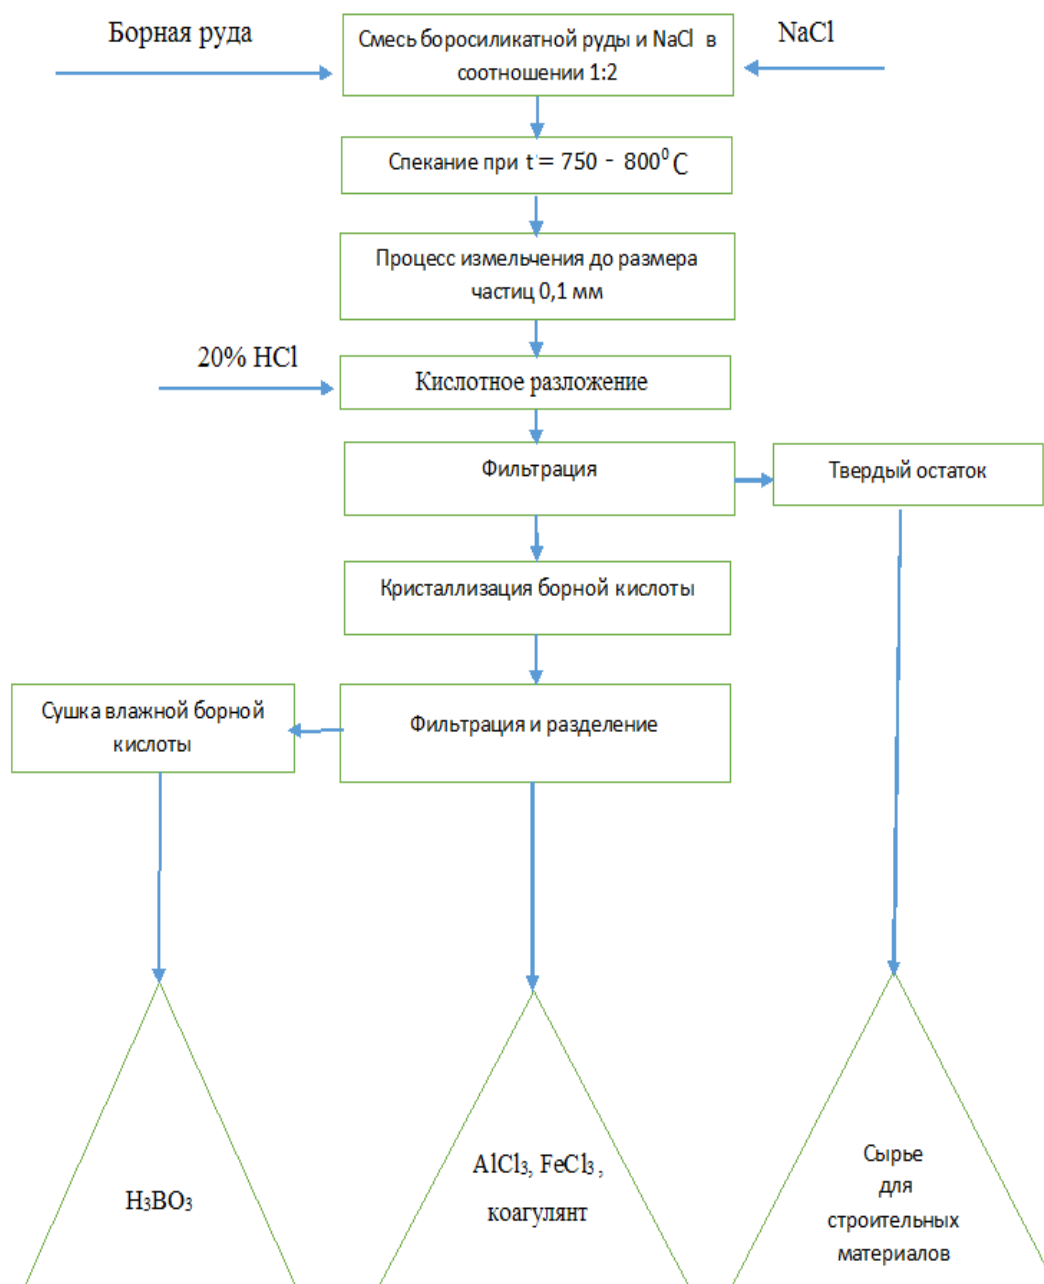 Борная руда
Смесь боросиликатной руды и NaCl в
соотношении 1:2
NaCl
Спекание при t = 750 - 800⁰ C
Процесс измельчения до размера
частиц 0,1 мм
20% HCl
Кислотное разложение
Фильтрация
Твердый остаток
Кристаллизация борной кислоты
Сушка влажной борной
кислоты
Фильтрация и разделение
H₃BO₃
AlCl₃, FeCl₃ ,
коагулянт
Сырье
для
строительных
материалов